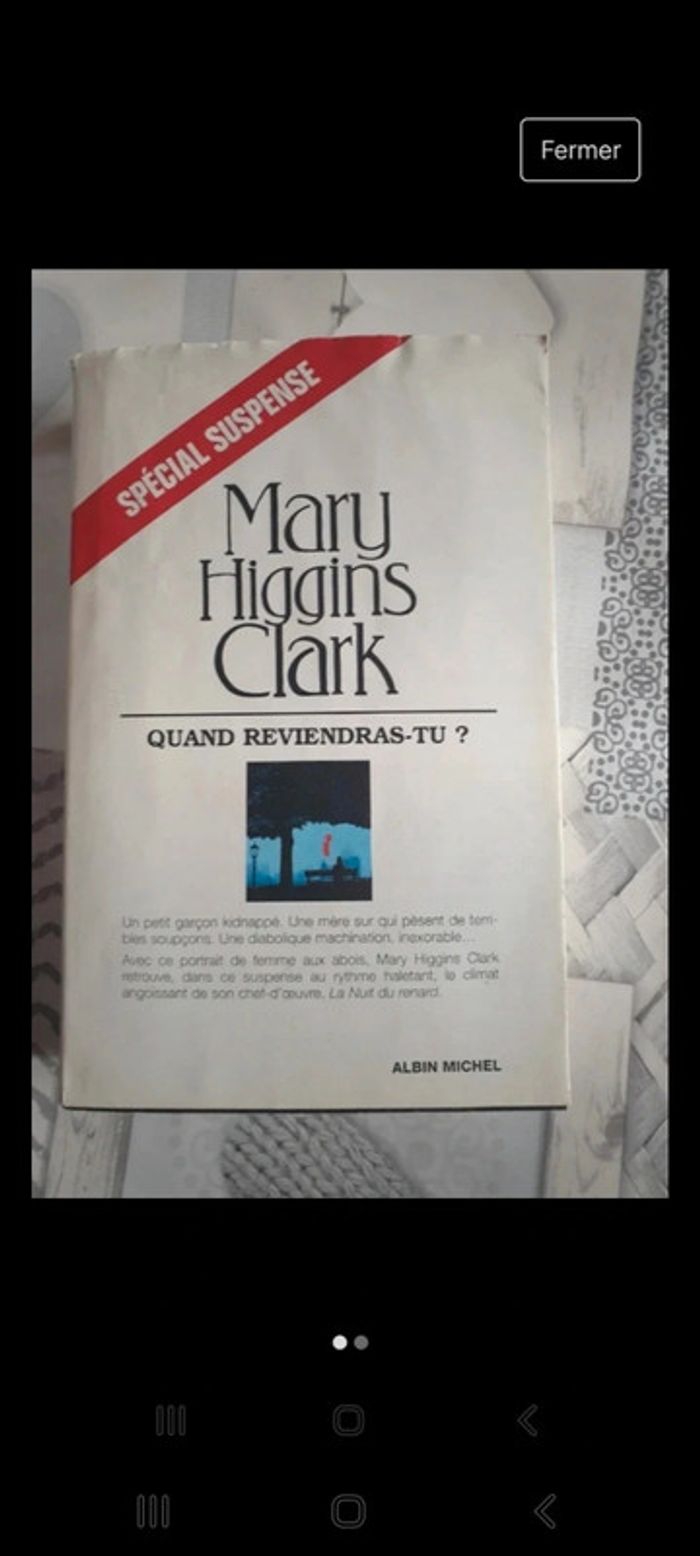 Fermer
SPÉCIAL SUSPENSE
Mary
Higgins
Clark
QUAND REVIENDRAS-TU ?
Un petit garçon kidnappé. Une mère sur qui pèsent de terri-
bles soupçons. Une diabolique machination, inexorable...
Avec ce portrait de femme aux abois, Mary Higgins Clark
retrouve, dans ce suspense au rythme haletant, le climat
angoissant de son chef-d'œuvre, La Nuit du renard.
ALBIN MICHEL